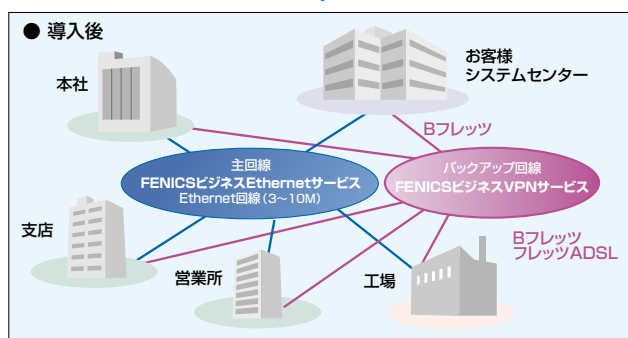 ● 導入後
本社
お客様
システムセンター
Bフレッツ
主回線
FENICSビジネスEthernetサービス
Ethernet回線(3~10M)
バックアップ回線
FENICSビジネスVPNサービス
支店
営業所
工場
Bフレッツ
フレッツADSL